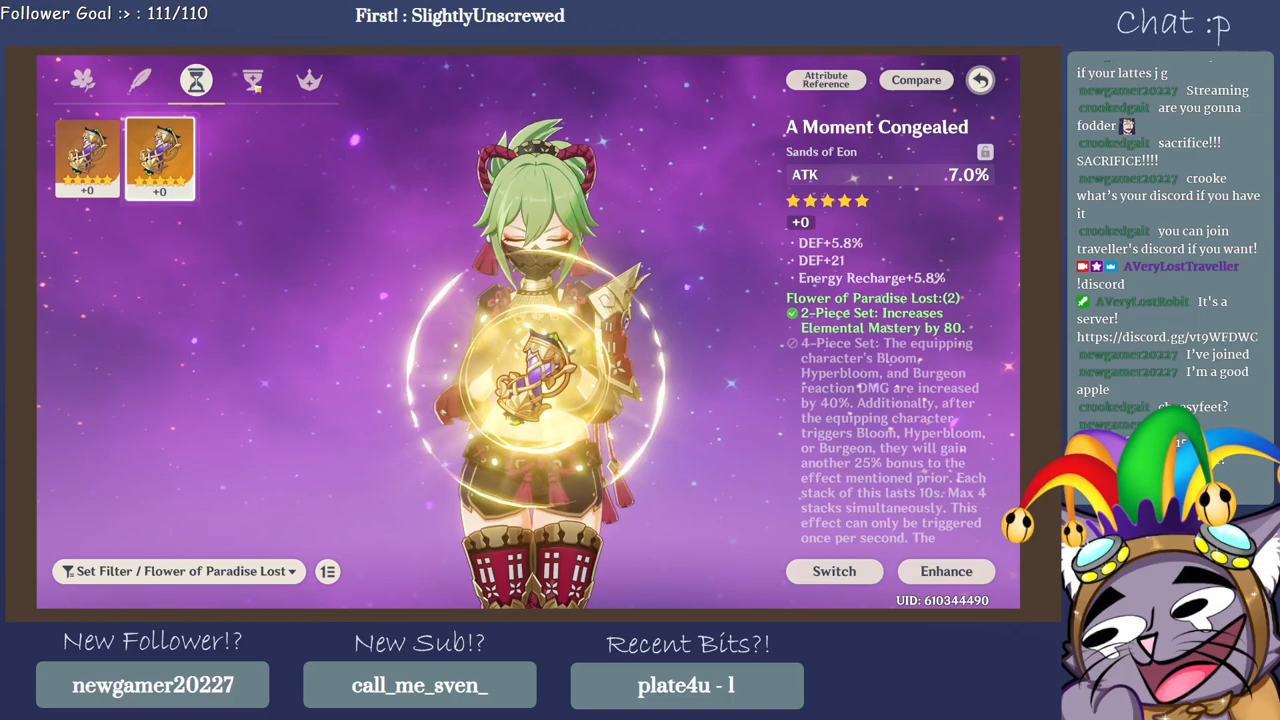 Follower Goal :> : 111/110
First! : SlightlyUnscrewed
Chat :p
Attribute
Reference
Compare
A Moment Congealed
Sands of Eon
ATK 7.0%
+0
+0
+0
· DEF+5.8%
· DEF+21
· Energy Recharge+5.8%
Flower of Paradise Lost:(2)
2-Piece Set: Increases
Elemental Mastery by 80.
4-Piece Set: The equipping
character's Bloom,
Hyperbloom, and Burgeon
reaction DMG are increased
by 40%. Additionally, after
the equipping character
triggers Bloom, Hyperbloom,
or Burgeon, they will gain
another 25% bonus to the
effect mentioned prior. Each
stack of this lasts 10s. Max 4
stacks simultaneously. This
effect can only be triggered
once per second. The
Set Filter / Flower of Paradise Lost
Switch
Enhance
UID: 610344490
if your lattes j g
newgamer20227 Streaming
crookedgait are you gonna
fodder
crookedgait sacrifice!!!
SACRIFICE!!!!
newgamer20227 crooke
what's your discord if you have
it
crookedgait you can join
traveller's discord if you want!
AVeryLostTraveller
!discord
AVeryLostRobit It's a
server!
https://discord.gg/vt9WFDWC
newgamer20227 I've joined
newgamer20227 I'm a good
apple
crookedgait
New Follower!?
newgamer20227
New Sub!?
call_me_sven_
Recent Bits?!
plate4u - 1